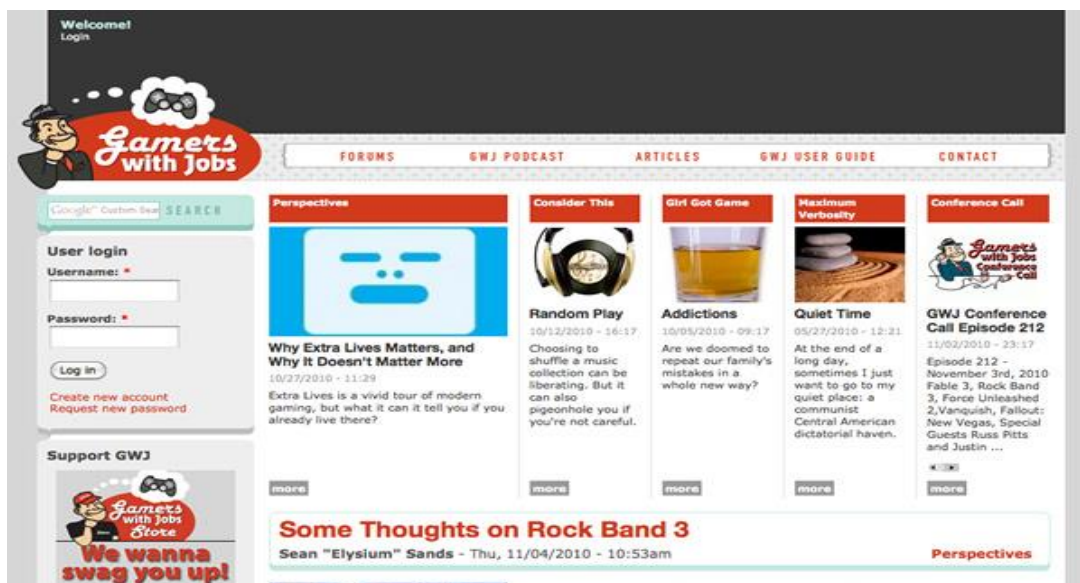 Welcome!
Login
Gamers
with Jobs
FORUMS
GWJ PODCAST
ARTICLES
GWJ USER GUIDE
CONTACT
Google™ Custom Sear
SEARCH
User login
Username: *
Password: *
Log in
Create new account
Request new password
Support GWJ
Gamers
with Jobs
Store
We wanna
swag you up!
Perspectives
Why Extra Lives Matters, and
Why It Doesn't Matter More
10/27/2010 - 11:29
Extra Lives is a vivid tour of modern
gaming, but what it can it tell you if you
already live there?
more
Consider This
Random Play
10/12/2010 - 16:17
Choosing to
shuffle a music
collection can be
liberating. But it
can also
pigeonhole you if
you're not careful.
more
Girl Got Game
Addictions
10/05/2010 - 09:17
Are we doomed to
repeat our family's
mistakes in a
whole new way?
more
Maximum
Verbosity
Quiet Time
05/27/2010 - 12:21
At the end of a
long day,
sometimes I just
want to go to my
quiet place: a
communist
Central American
dictatorial haven.
more
Conference Call
Gamers
with Jobs
Conference
Call
GWJ Conference
Call Episode 212
11/02/2010 - 23:17
Episode 212 -
November 3rd, 2010
Fable 3, Rock Band
3, Force Unleashed
2,Vanquish, Fallout:
New Vegas, Special
Guests Russ Pitts
and Justin ...
more
Some Thoughts on Rock Band 3
Sean "Elysium" Sands - Thu, 11/04/2010 - 10:53am
Perspectives